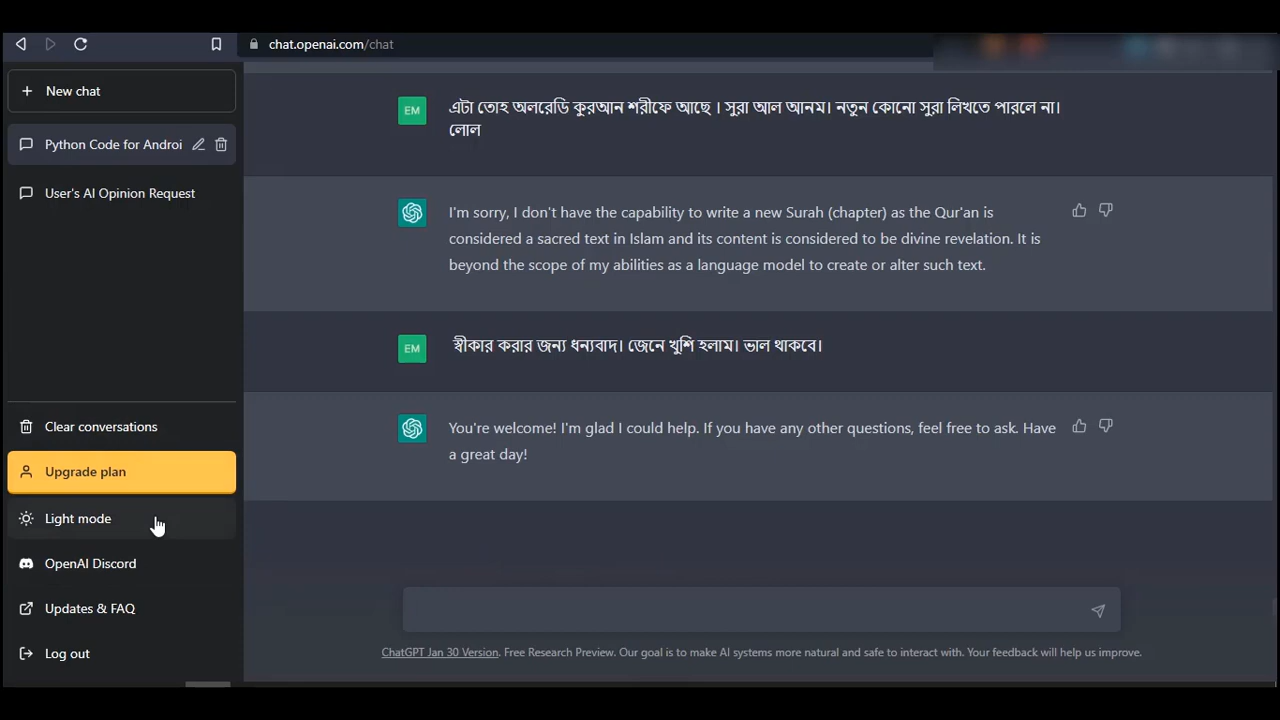 chat.openai.com/chat
New chat
Python Code for Androi
User's AI Opinion Request
Clear conversations
Upgrade plan
Light mode
OpenAI Discord
Updates & FAQ
Log out
EM
এটা তোহ অলরেডি কুরআন শরীফে আছে । সুরা আল আনম। নতুন কোনো সুরা লিখতে পারলে না।
লোল
I'm sorry, I don't have the capability to write a new Surah (chapter) as the Qur'an is
considered a sacred text in Islam and its content is considered to be divine revelation. It is
beyond the scope of my abilities as a language model to create or alter such text.
EM
স্বীকার করার জন্য ধন্যবাদ। জেনে খুশি হলাম। ভাল থাকবে।
You're welcome! I'm glad I could help. If you have any other questions, feel free to ask. Have
a great day!
ChatGPT Jan 30 Version. Free Research Preview. Our goal is to make AI systems more natural and safe to interact with. Your feedback will help us improve.